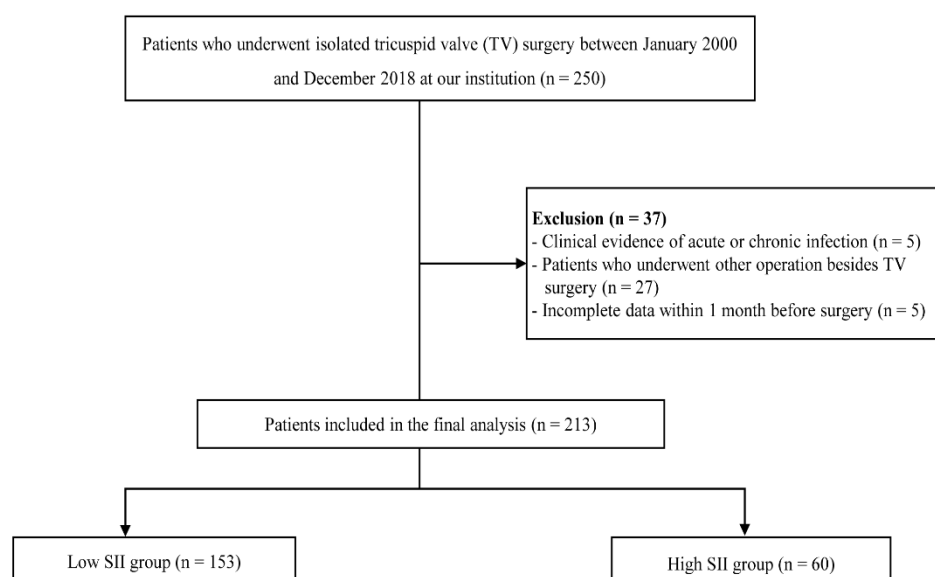 Patients who underwent isolated tricuspid valve (TV) surgery between January 2000
and December 2018 at our institution (n = 250)
Exclusion (n = 37)
- Clinical evidence of acute or chronic infection (n = 5)
- Patients who underwent other operation besides TV
surgery (n = 27)
- Incomplete data within 1 month before surgery (n = 5)
Patients included in the final analysis (n = 213)
Low SII group (n = 153)
High SII group (n = 60)